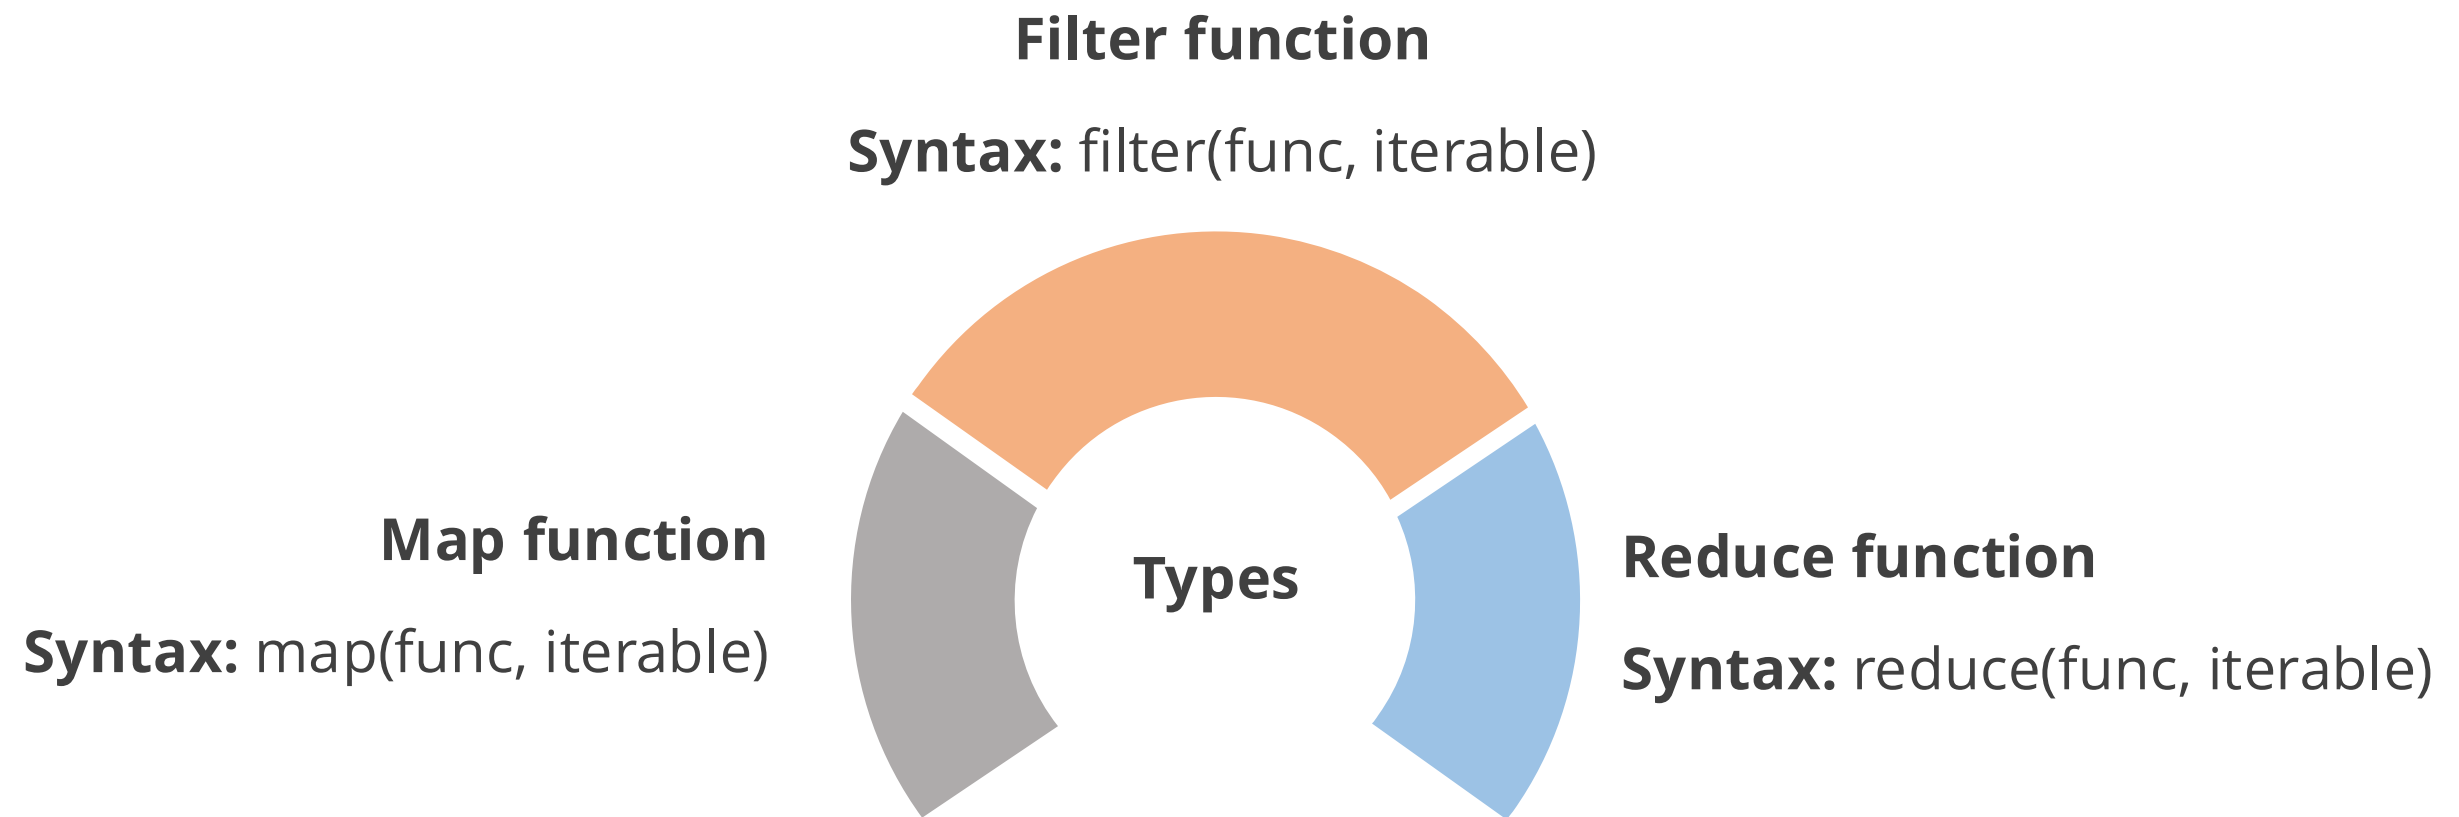 Filter function
Syntax: filter(func, iterable)
Map function
Syntax: map(func, iterable)
Types
Reduce function
Syntax: reduce(func, iterable)